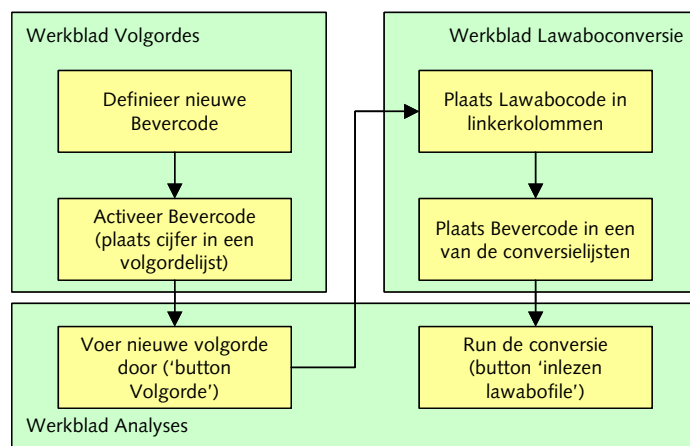 Werkblad Volgordes
Definieer nieuwe
Bevercode
Activeer Bevercode
(plaats cijfer in een
volgordelijst)
Voer nieuwe volgorde
door (‘button
Volgorde’)
Werkblad Lawaboconversie
Plaats Lawabocode in
linkerkolommen
Plaats Bevercode in een
van de conversielijsten
Run de conversie
(button ‘inlezen
lawabofile’)
Werkblad Analyses